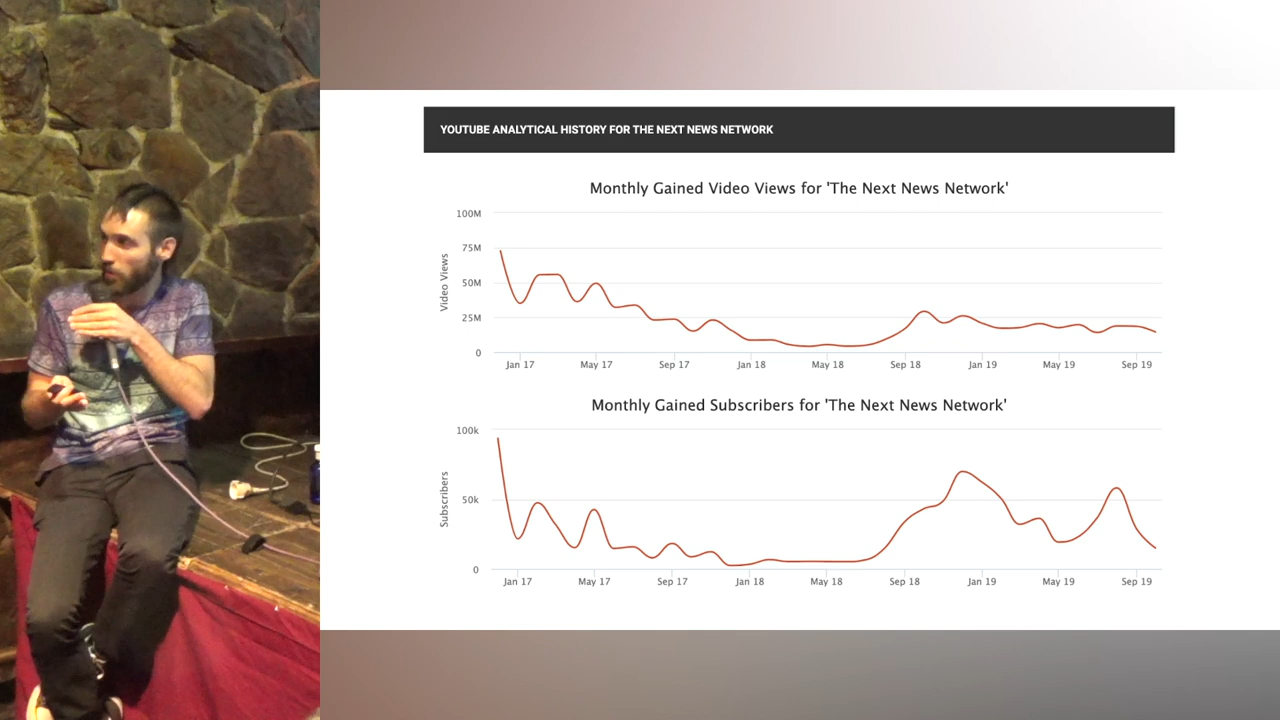 YOUTUBE ANALYTICAL HISTORY FOR THE NEXT NEWS NETWORK
Monthly Gained Video Views for 'The Next News Network'
100M
75M
50M
25M
0
Video Views
Jan 17 May 17 Sep 17 Jan 18 May 18 Sep 18 Jan 19 May 19 Sep 19
Monthly Gained Subscribers for 'The Next News Network'
100k
50k
0
Subscribers
Jan 17 May 17 Sep 17 Jan 18 May 18 Sep 18 Jan 19 May 19 Sep 19